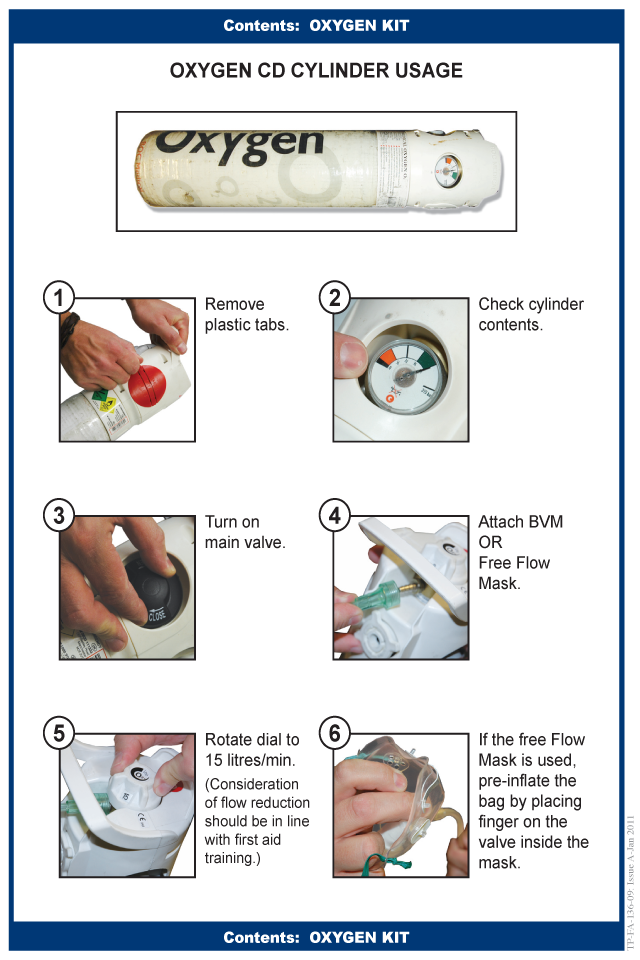 Contents: OXYGEN KIT
OXYGEN CD CYLINDER USAGE
Oxygen
1
Remove
plastic tabs.
2
Check cylinder
contents.
3
Turn on
main valve.
CLOSE
4
Attach BVM
OR
Free Flow
Mask.
5
Rotate dial to
15 litres/min.
(Consideration
of flow reduction
should be in line
with first aid
training.)
6
If the free Flow
Mask is used,
pre-inflate the
bag by placing
finger on the
valve inside the
mask.
TP-FA-136-09: Issue A-Jan 2011
Contents: OXYGEN KIT